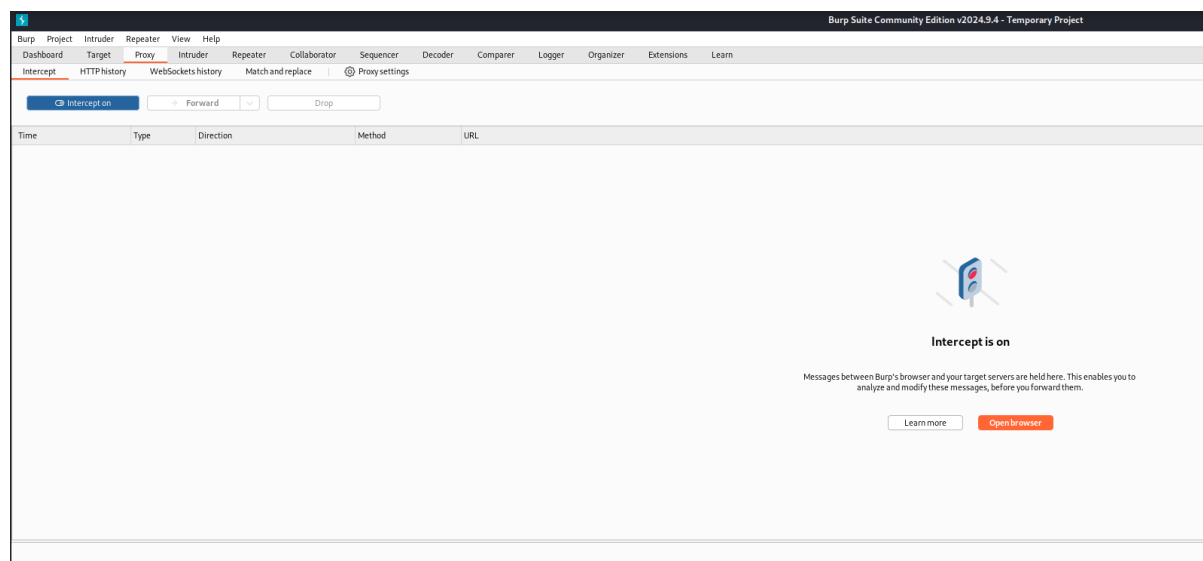 Burp Suite Community Edition v2024.9.4 - Temporary Project
Burp Project Intruder Repeater View Help
Dashboard Target Proxy Intruder Repeater Collaborator Sequencer Decoder Comparer Logger Organizer Extensions Learn
Intercept HTTP history WebSockets history Match and replace Proxy settings
Intercept on Forward Drop
Time Type Direction Method URL
Intercept is on
Messages between Burp's browser and your target servers are held here. This enables you to
analyze and modify these messages, before you forward them.
Learn more Open browser